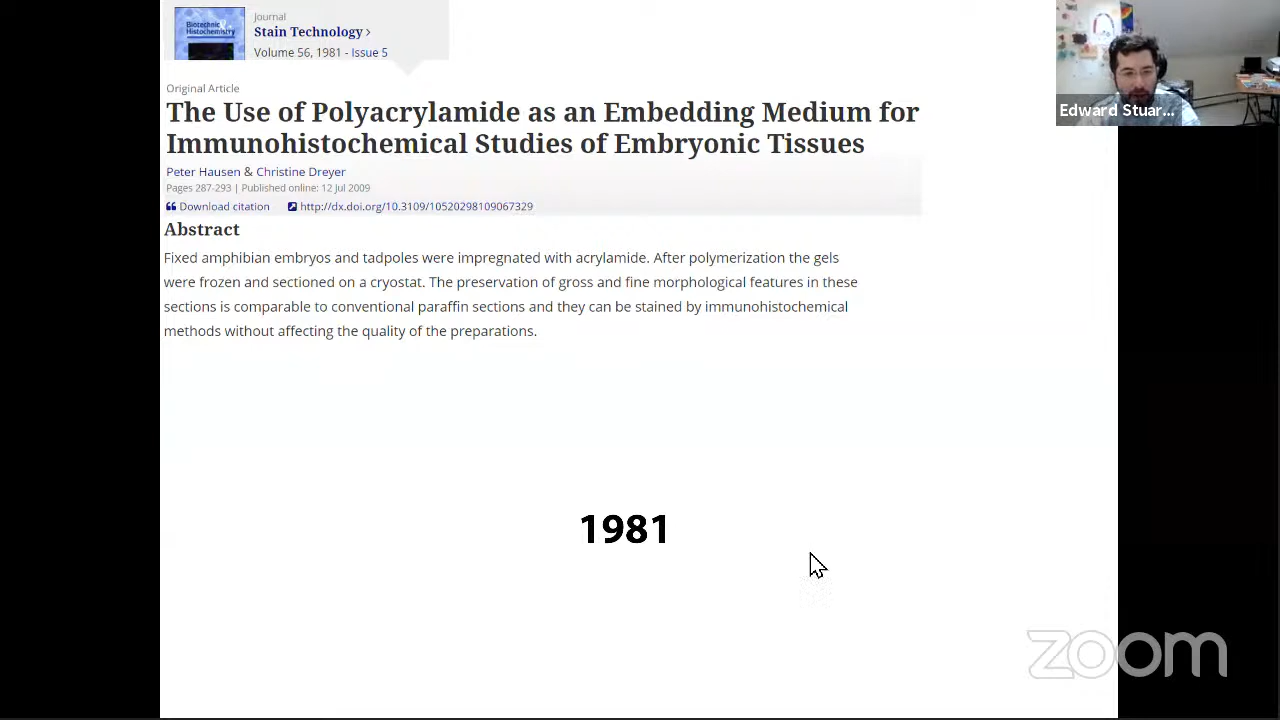 Biotechnic
Histochemistry
Journal
Stain Technology >
Volume 56, 1981 - Issue 5
Original Article
The Use of Polyacrylamide as an Embedding Medium for
Immunohistochemical Studies of Embryonic Tissues
Peter Hausen & Christine Dreyer
Pages 287-293 | Published online: 12 Jul 2009
Download citation http://dx.doi.org/10.3109/10520298109067329
Abstract
Fixed amphibian embryos and tadpoles were impregnated with acrylamide. After polymerization the gels
were frozen and sectioned on a cryostat. The preservation of gross and fine morphological features in these
sections is comparable to conventional paraffin sections and they can be stained by immunohistochemical
methods without affecting the quality of the preparations.
1981
Edward Stuar...
zoom